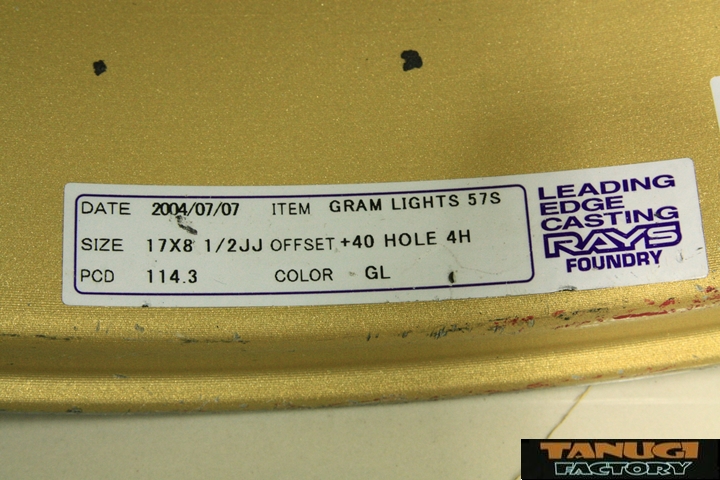 DATE 2004/07/07 ITEM GRAM LIGHTS 57S
SIZE 17X8 1/2JJ OFFSET +40 HOLE 4H
PCD 114.3 COLOR GL
LEADING
EDGE
CASTING
RAYS
FOUNDRY
TANUGI
FACTORY